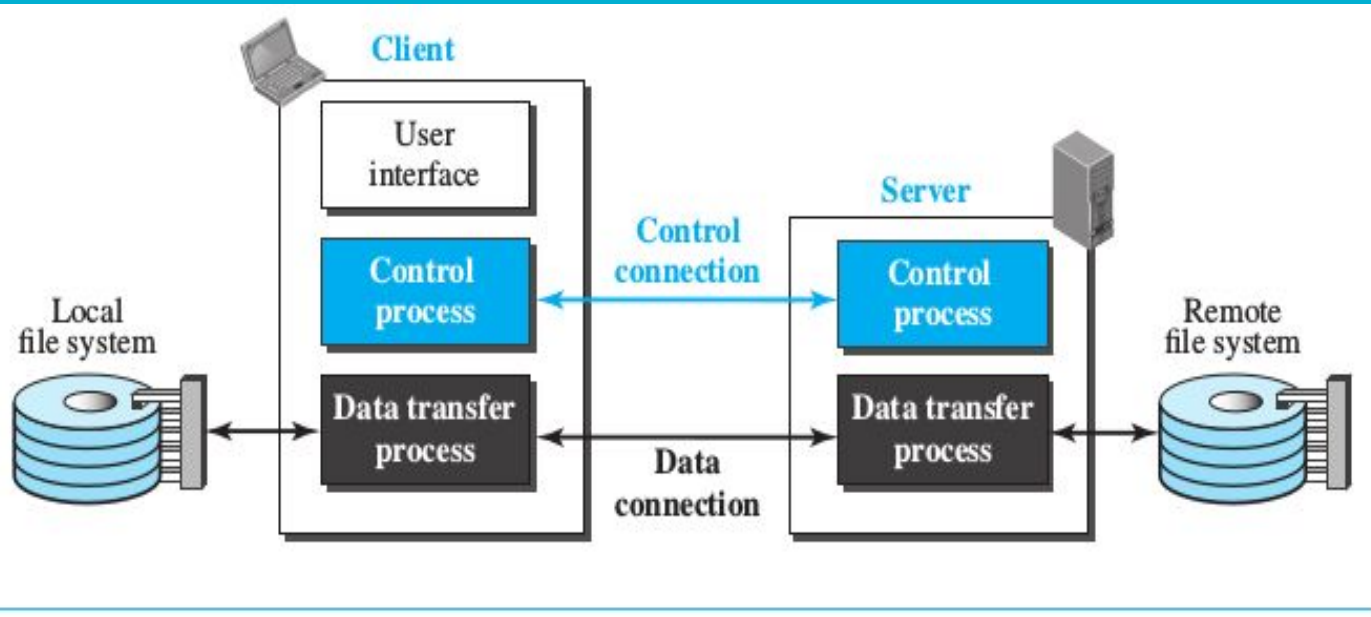 Client
User
interface
Server
Control
connection
Control
process
Control
process
Local
file system
Remote
file system
Data transfer
process
Data transfer
process
Data
connection